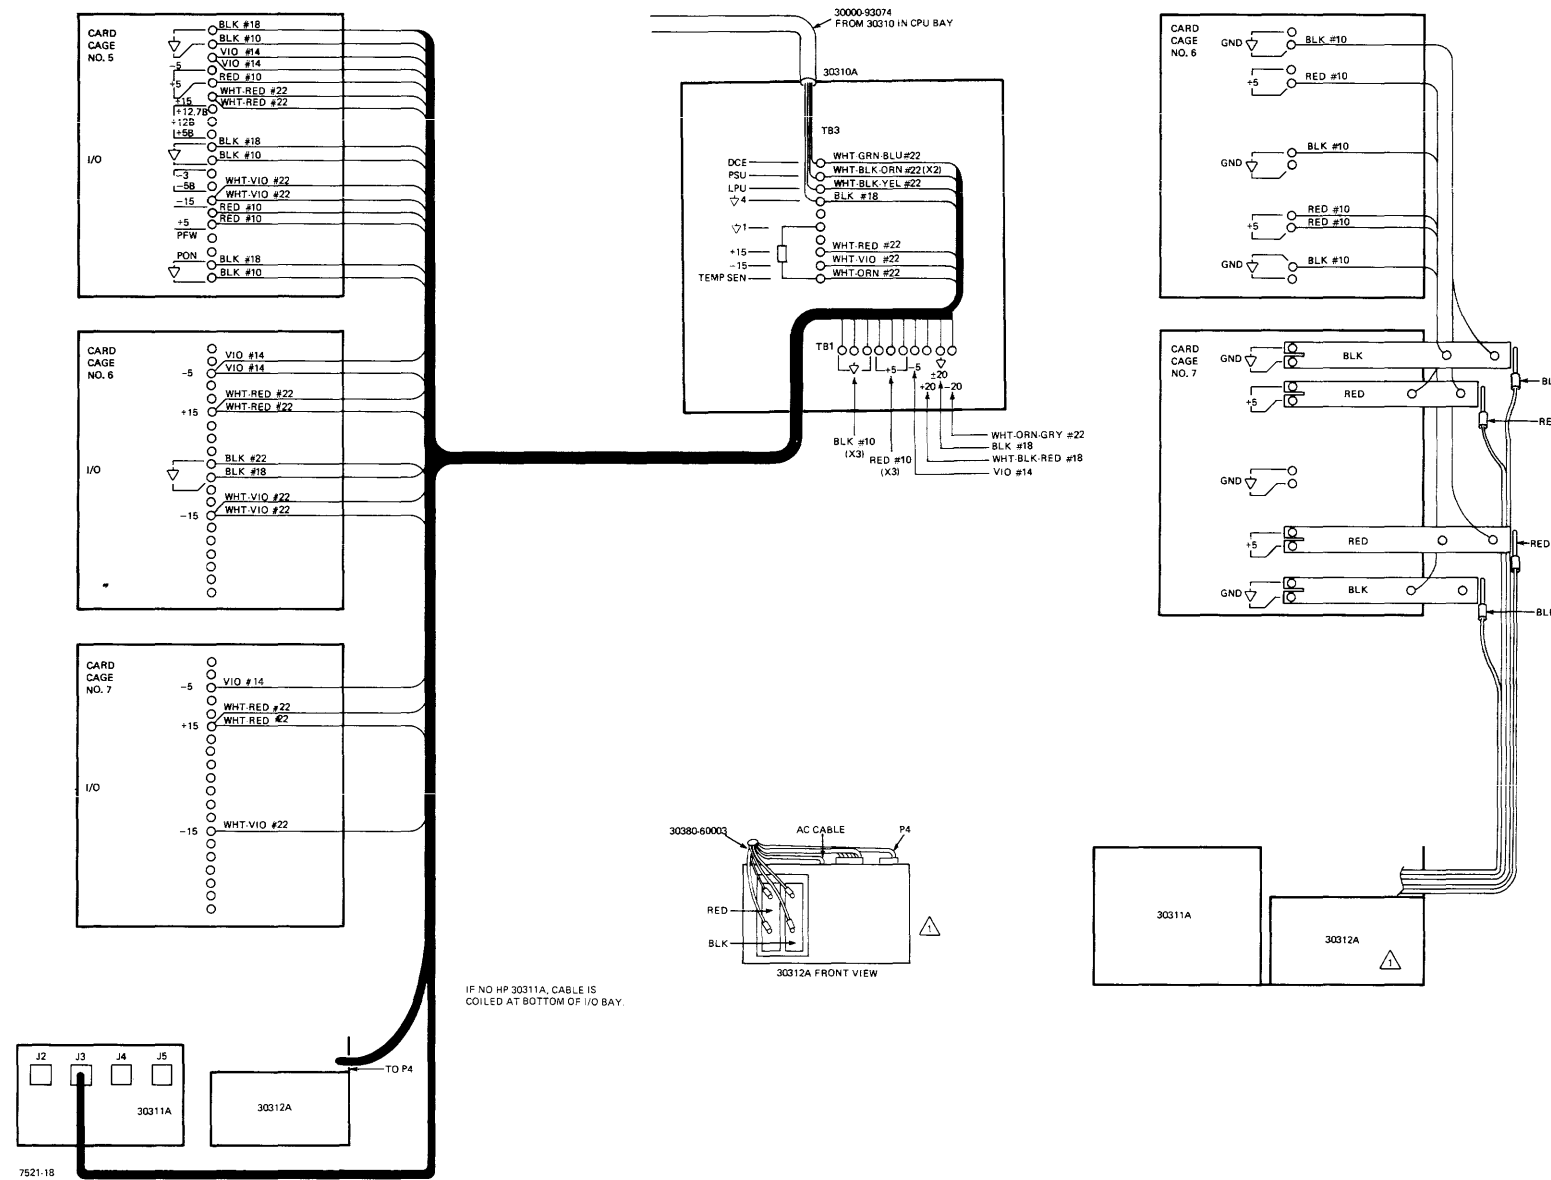 CARD
CAGE
NO. 5
I/O
BLK #18
BLK #10
VIO #14
-5
VIO #14
RED #10
+5
WHT-RED #22
+15
WHT-RED #22
+12.7B
+12B
+5B
BLK #18
BLK #10
-3
-5B
WHT-VIO #22
WHT-VIO #22
-15
RED #10
RED #10
+5
PFW
PON
BLK #18
BLK #10
CARD
CAGE
NO. 6
I/O
VIO #14
VIO #14
-5
WHT-RED #22
WHT-RED #22
+15
BLK #22
BLK #18
WHT-VIO #22
WHT-VIO #22
-15
CARD
CAGE
NO. 7
I/O
-5
VIO #14
WHT-RED #22
WHT-RED #22
+15
-15
WHT-VIO #22
J2
J3
J4
J5
30311A
30312A
TO P4
7521-18
IF NO HP 30311A, CABLE IS
COILED AT BOTTOM OF I/O BAY.
30000-93074
FROM 30310 IN CPU BAY
30310A
TB3
DCE
WHT-GRN-BLU #22
PSU
WHT-BLK-ORN #22 (X2)
LPU
WHT-BLK-YEL #22
4
BLK #18
1
+15
WHT-RED #22
-15
WHT-VIO #22
TEMP SEN
WHT-ORN #22
TB1
+5
-5
±20
+20
-20
BLK #10
(X3)
RED #10
(X3)
WHT-ORN-GRY #22
BLK #18
WHT-BLK-RED #18
VIO #14
30380-60003
AC CABLE
P4
RED
BLK
1
30312A FRONT VIEW
CARD
CAGE
NO. 6
GND
BLK #10
+5
RED #10
GND
BLK #10
RED #10
RED #10
+5
GND
BLK #10
CARD
CAGE
NO. 7
GND
BLK
BL
+5
RED
RE
GND
+5
RED
RED
GND
BLK
BL
30311A
30312A
1